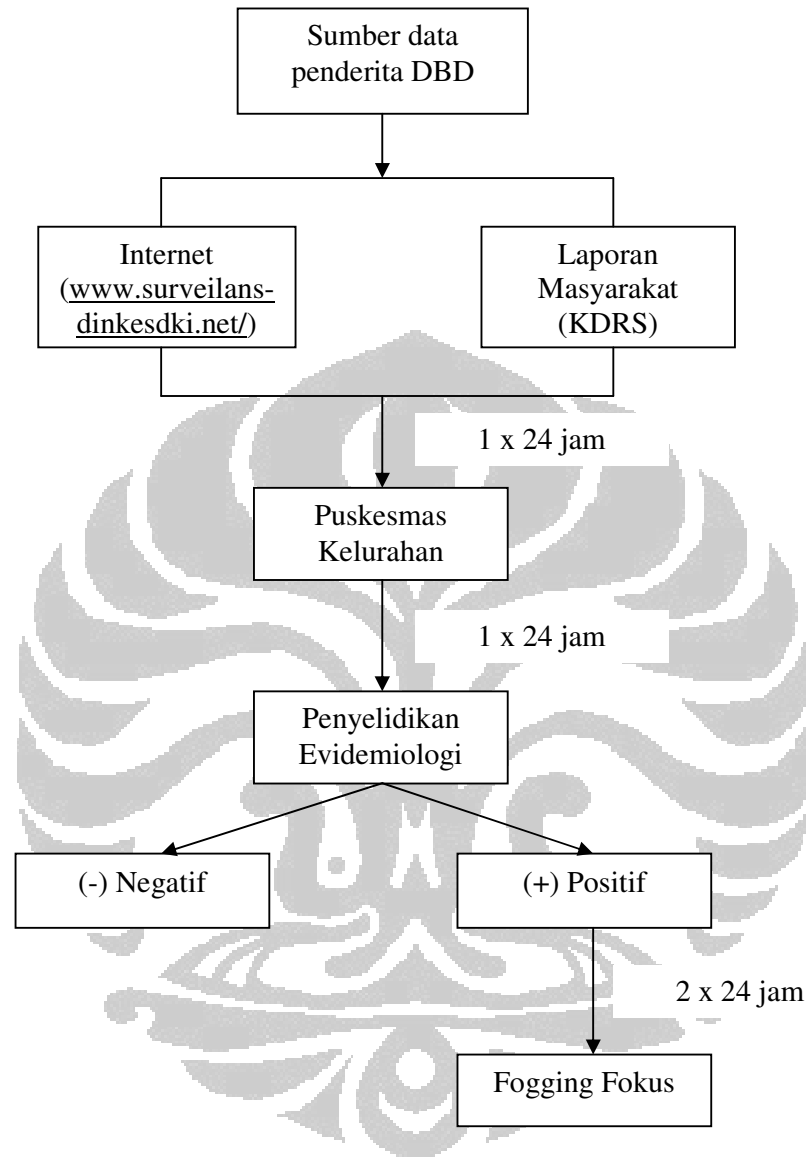 Sumber data
penderita DBD
Internet
(www.surveilans-
dinkesdki.net/)
Laporan
Masyarakat
(KDRS)
1 x 24 jam
Puskesmas
Kelurahan
1 x 24 jam
Penyelidikan
Evidemiologi
(-) Negatif
(+) Positif
2 x 24 jam
Fogging Fokus